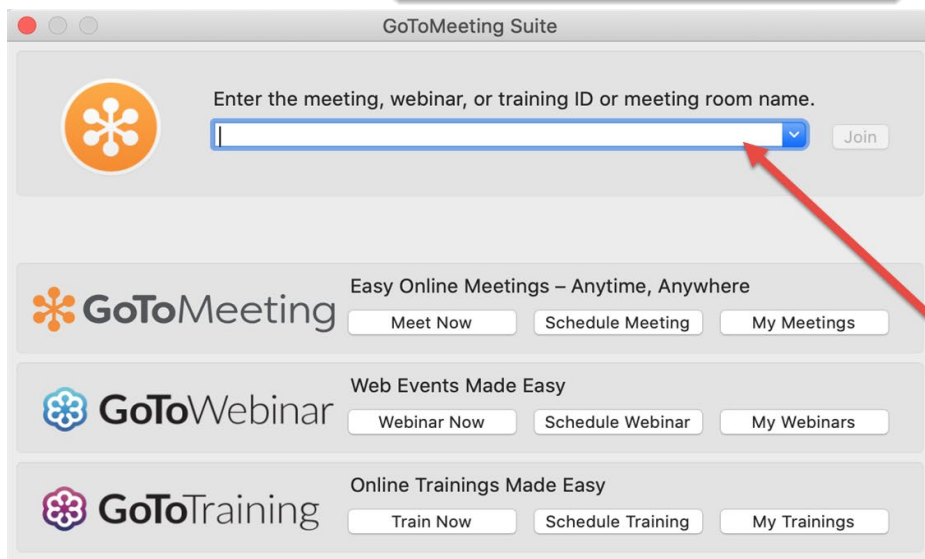 GoToMeeting Suite
Enter the meeting, webinar, or training ID or meeting room name.
Join
Easy Online Meetings – Anytime, Anywhere
GoToMeeting
Meet Now Schedule Meeting My Meetings
Web Events Made Easy
GoToWebinar
Webinar Now Schedule Webinar My Webinars
Online Trainings Made Easy
GoToTraining
Train Now Schedule Training My Trainings